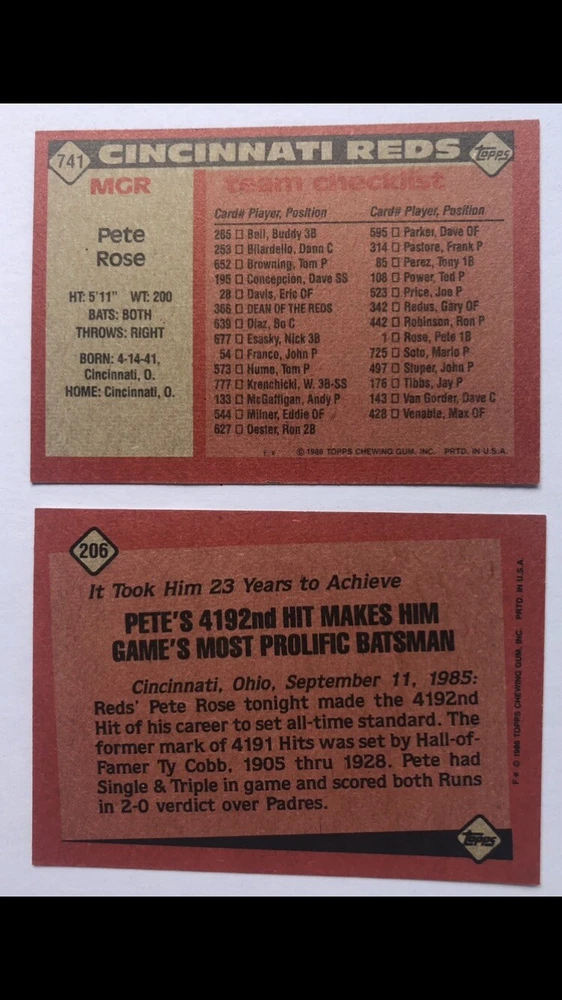 741 CINCINNATI REDS topps
MGR team checklist
Pete
Rose
HT: 5'11" WT: 200
BATS: BOTH
THROWS: RIGHT
BORN: 4-14-41,
Cincinnati, O.
HOME: Cincinnati, O.
Card# Player, Position
265 Bell, Buddy 3B
253 Bilardello, Dann C
652 Browning, Tom P
195 Concepcion, Dave SS
28 Davis, Eric OF
366 DEAN OF THE REDS
639 Diaz, Bo C
677 Esasky, Nick 3B
54 Franco, John P
573 Hume, Tom P
777 Krenchicki, W. 3B-SS
133 McGaffigan, Andy P
544 Milner, Eddie OF
627 Oester, Ron 2B
Card# Player, Position
595 Parker, Dave OF
314 Pastore, Frank P
85 Perez, Tony 1B
108 Power, Ted P
523 Price, Joe P
342 Redus, Gary OF
442 Robinson, Ron P
1 Rose, Pete 1B
725 Soto, Mario P
497 Stuper, John P
176 Tibbs, Jay P
143 Van Gorder, Dave C
428 Venable, Max OF
© 1986 TOPPS CHEWING GUM, INC. PRTD. IN U.S.A.
206
It Took Him 23 Years to Achieve
PETE'S 4192nd HIT MAKES HIM
GAME'S MOST PROLIFIC BATSMAN
Cincinnati, Ohio, September 11, 1985:
Reds' Pete Rose tonight made the 4192nd
Hit of his career to set all-time standard. The
former mark of 4191 Hits was set by Hall-of-
Famer Ty Cobb, 1905 thru 1928. Pete had
Single & Triple in game and scored both Runs
in 2-0 verdict over Padres.
topps
© 1986 TOPPS CHEWING GUM, INC. PRTD. IN U.S.A.